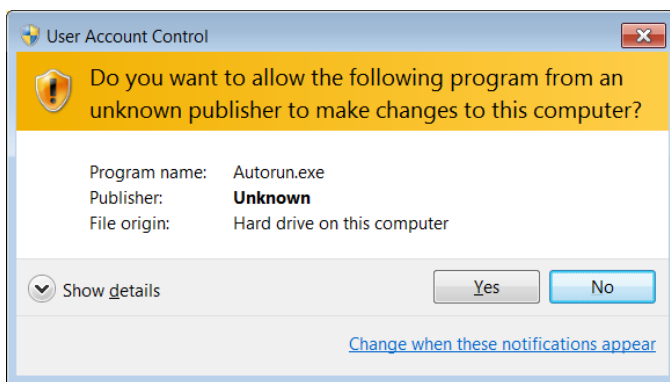 User Account Control
Do you want to allow the following program from an
unknown publisher to make changes to this computer?
Program name: Autorun.exe
Publisher: Unknown
File origin: Hard drive on this computer
Show details
Yes
No
Change when these notifications appear